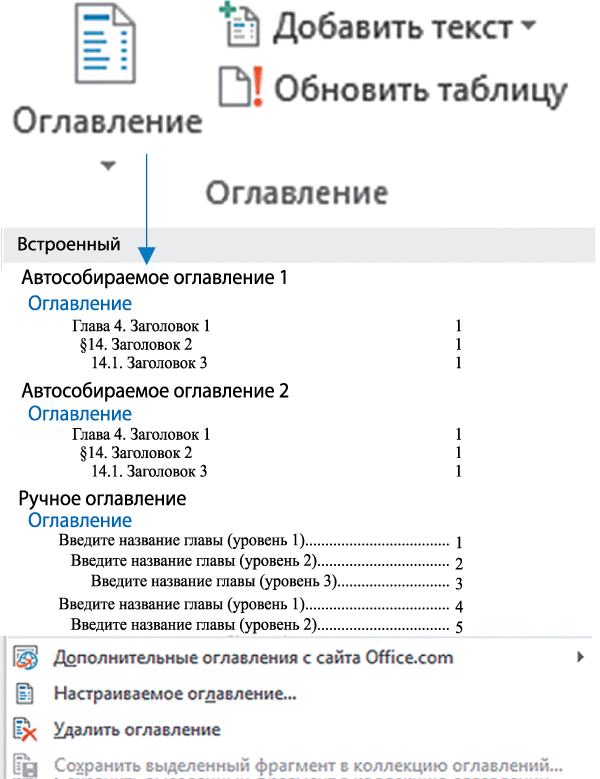 Добавить текст
Обновить таблицу
Оглавление
Оглавление
Встроенный
Автособираемое оглавление 1
Оглавление
Глава 4. Заголовок 1 1
§14. Заголовок 2 1
14.1. Заголовок 3 1
Автособираемое оглавление 2
Оглавление
Глава 4. Заголовок 1 1
§14. Заголовок 2 1
14.1. Заголовок 3 1
Ручное оглавление
Оглавление
Введите название главы (уровень 1)................................... 1
Введите название главы (уровень 2)................................ 2
Введите название главы (уровень 3)........................... 3
Введите название главы (уровень 1)................................... 4
Введите название главы (уровень 2)................................ 5
Дополнительные оглавления с сайта Office.com
Настраиваемое оглавление...
Удалить оглавление
Сохранить выделенный фрагмент в коллекцию оглавлений...